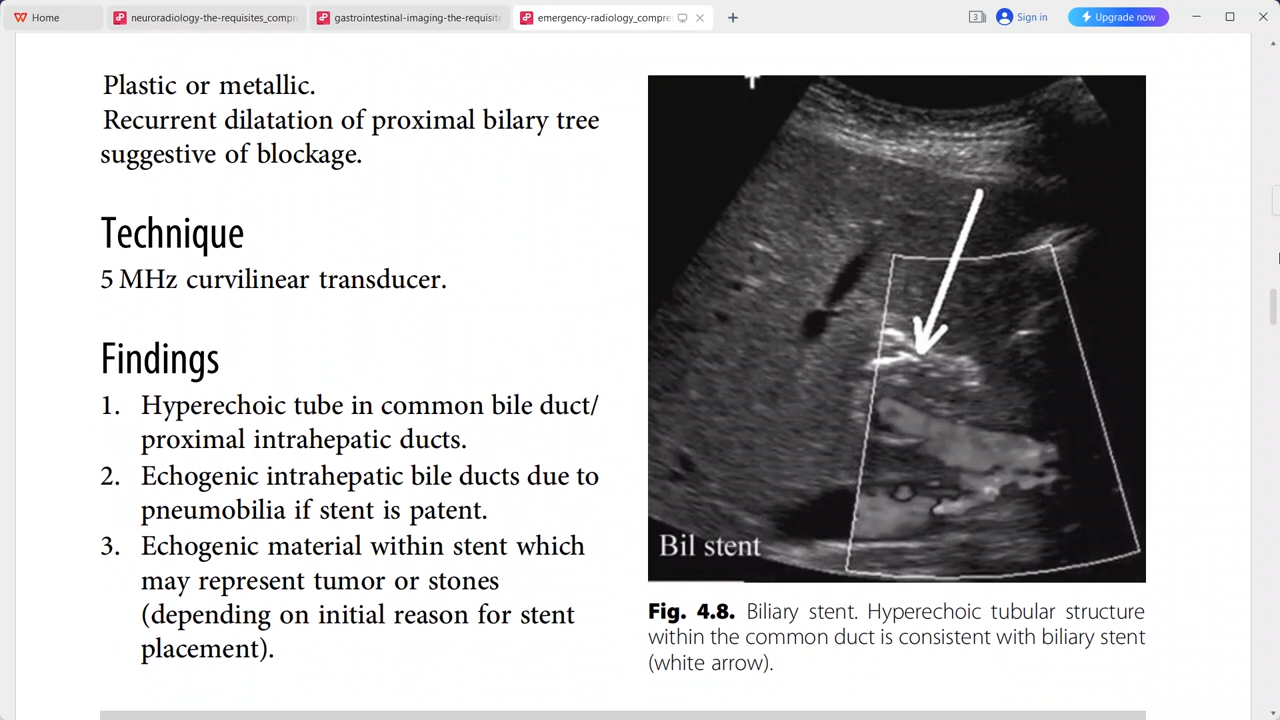 Home
neuroradiology-the-requisites_compr
gastrointestinal-imaging-the-requisite
emergency-radiology_compre
3
Sign in
Upgrade now
Plastic or metallic.
Recurrent dilatation of proximal bilary tree
suggestive of blockage.
Technique
5 MHz curvilinear transducer.
Findings
1. Hyperechoic tube in common bile duct/
proximal intrahepatic ducts.
2. Echogenic intrahepatic bile ducts due to
pneumobilia if stent is patent.
3. Echogenic material within stent which
may represent tumor or stones
(depending on initial reason for stent
placement).
Bil stent
Fig. 4.8. Biliary stent. Hyperechoic tubular structure
within the common duct is consistent with biliary stent
(white arrow).